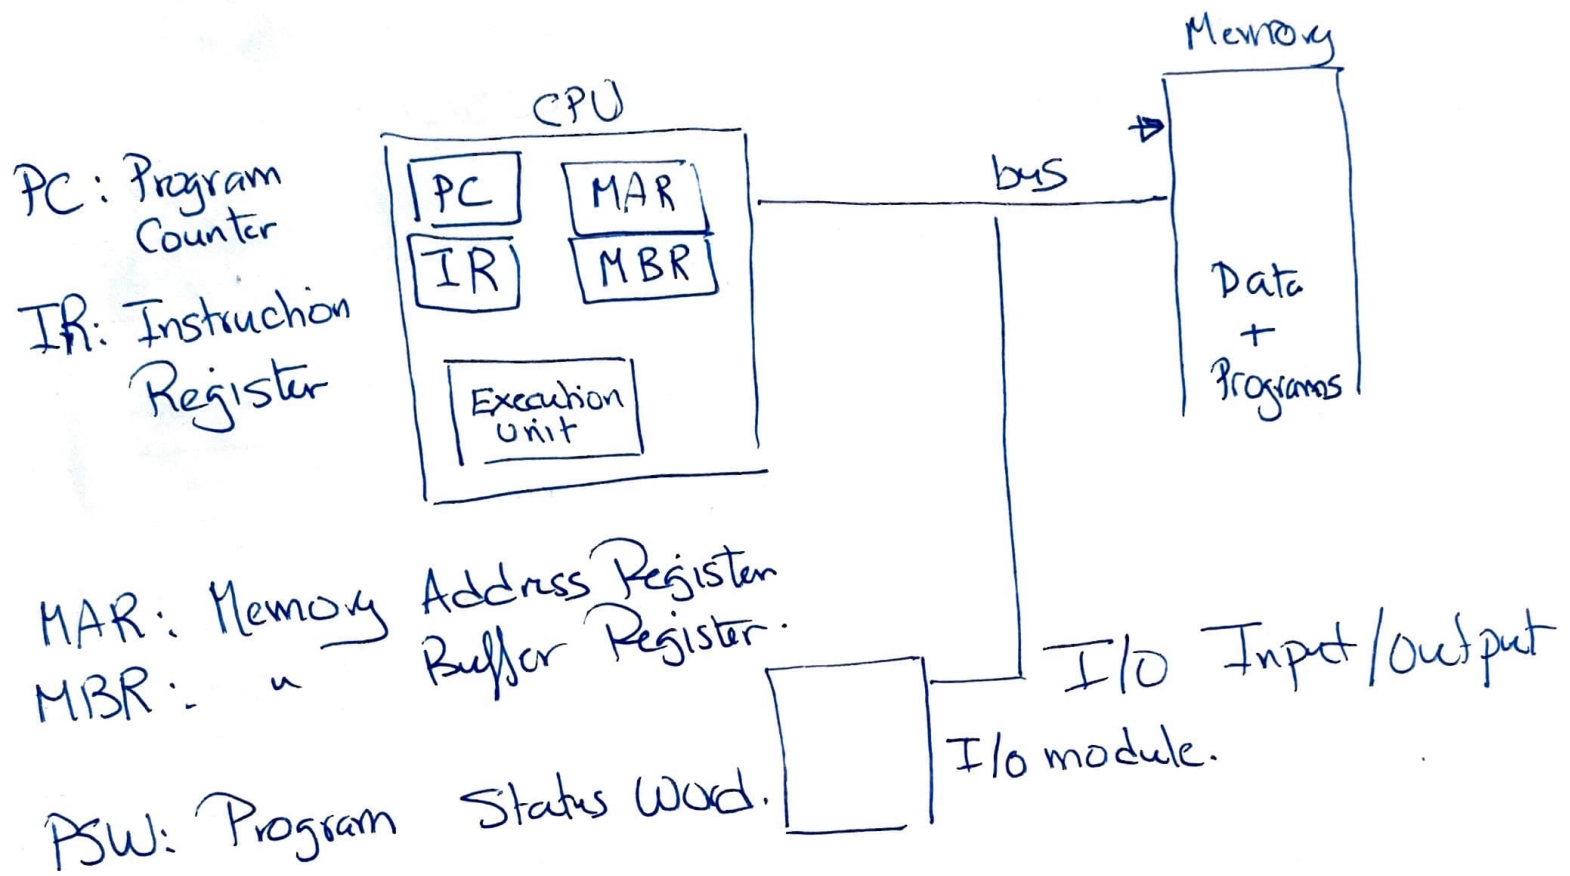 Memory
CPU
PC: Program
Counter
IR: Instruction
Register
PC
MAR
IR
MBR
Execution
Unit
bus
Data
+
Programs
MAR: Memory Address Register
MBR: " Buffer Register.
I/O Input/Output
I/O module.
PSW: Program Status Word.